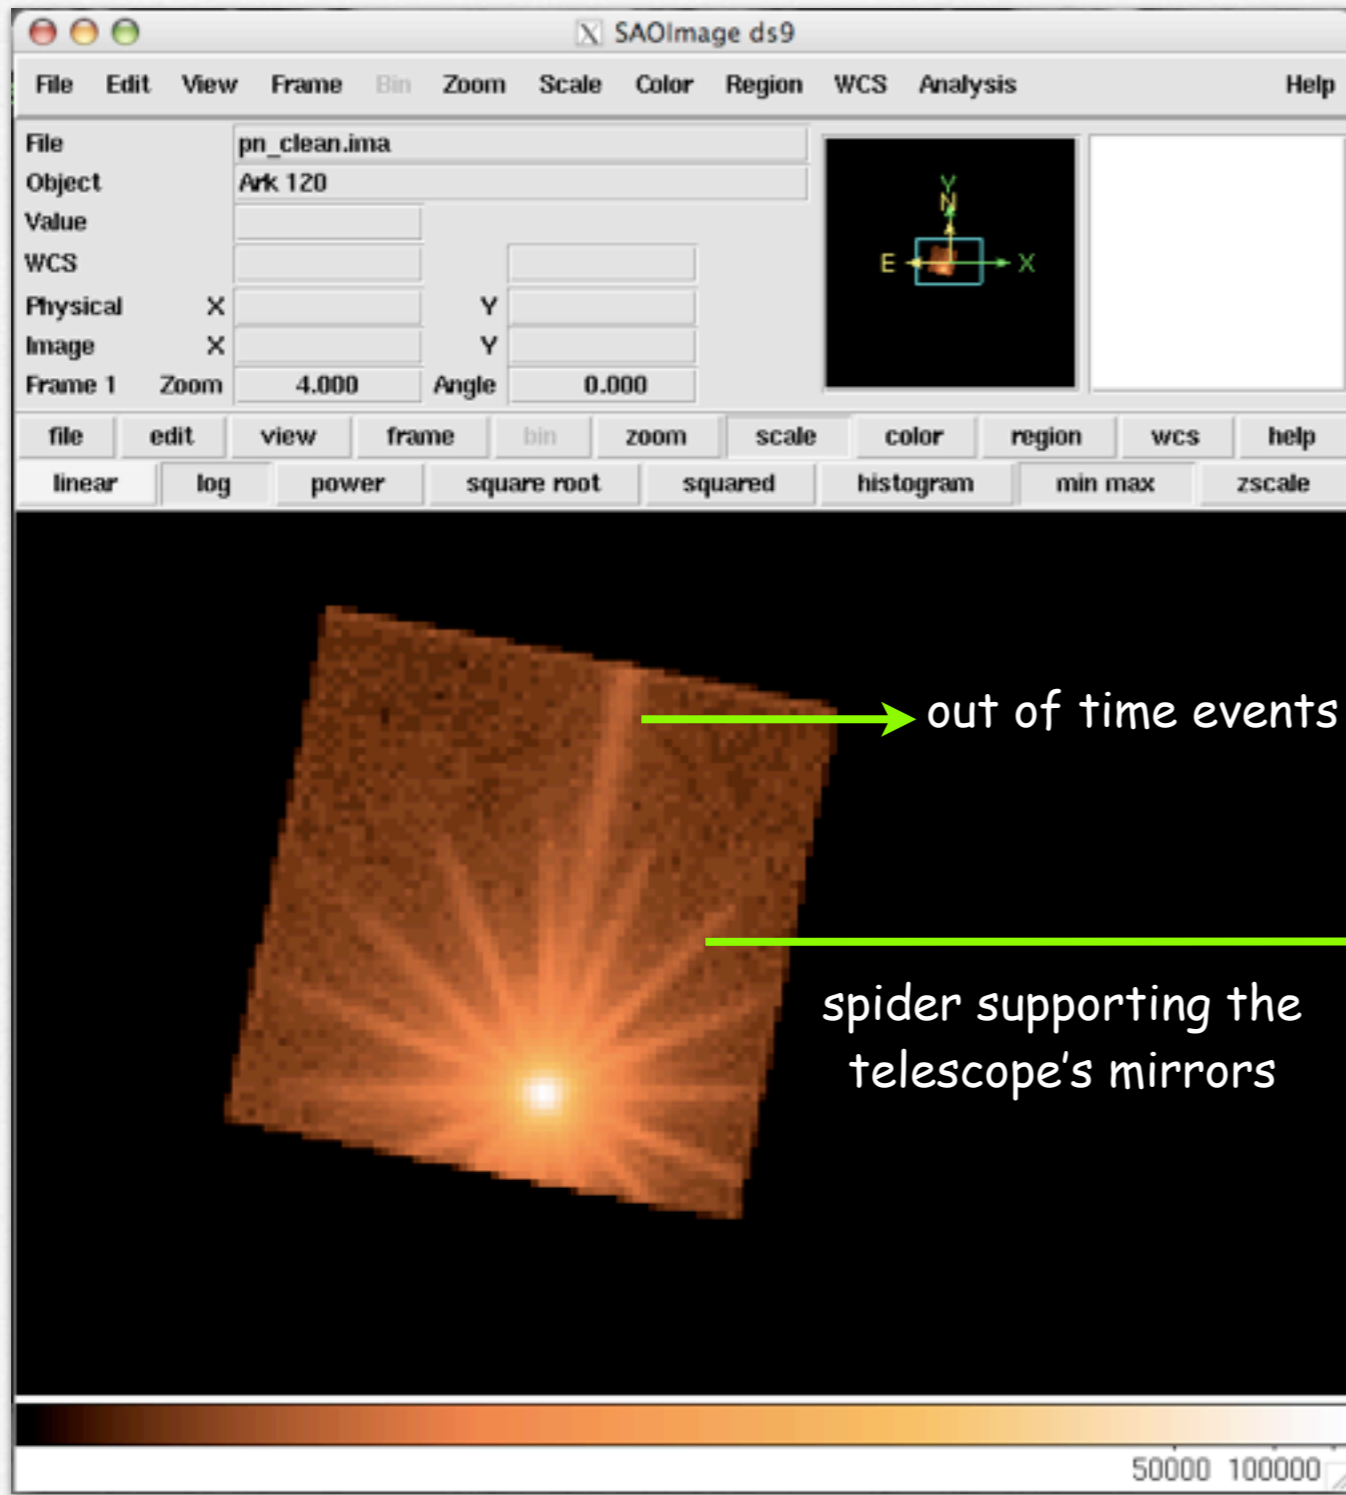 SAOImage ds9
File Edit View Frame Bin Zoom Scale Color Region WCS Analysis Help
File pn_clean.ima
Object Ark 120
Value
WCS
Physical X Y
Image X Y
Frame 1 Zoom 4.000 Angle 0.000
Y
N
E X
file edit view frame bin zoom scale color region wcs help
linear log power square root squared histogram min max zscale
out of time events
spider supporting the
telescope's mirrors
50000 100000